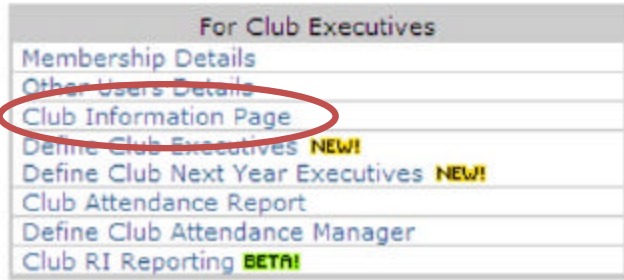 For Club Executives
Membership Details
Other Users Details
Club Information Page
Define Club Executives NEW!
Define Club Next Year Executives NEW!
Club Attendance Report
Define Club Attendance Manager
Club RI Reporting BETA!